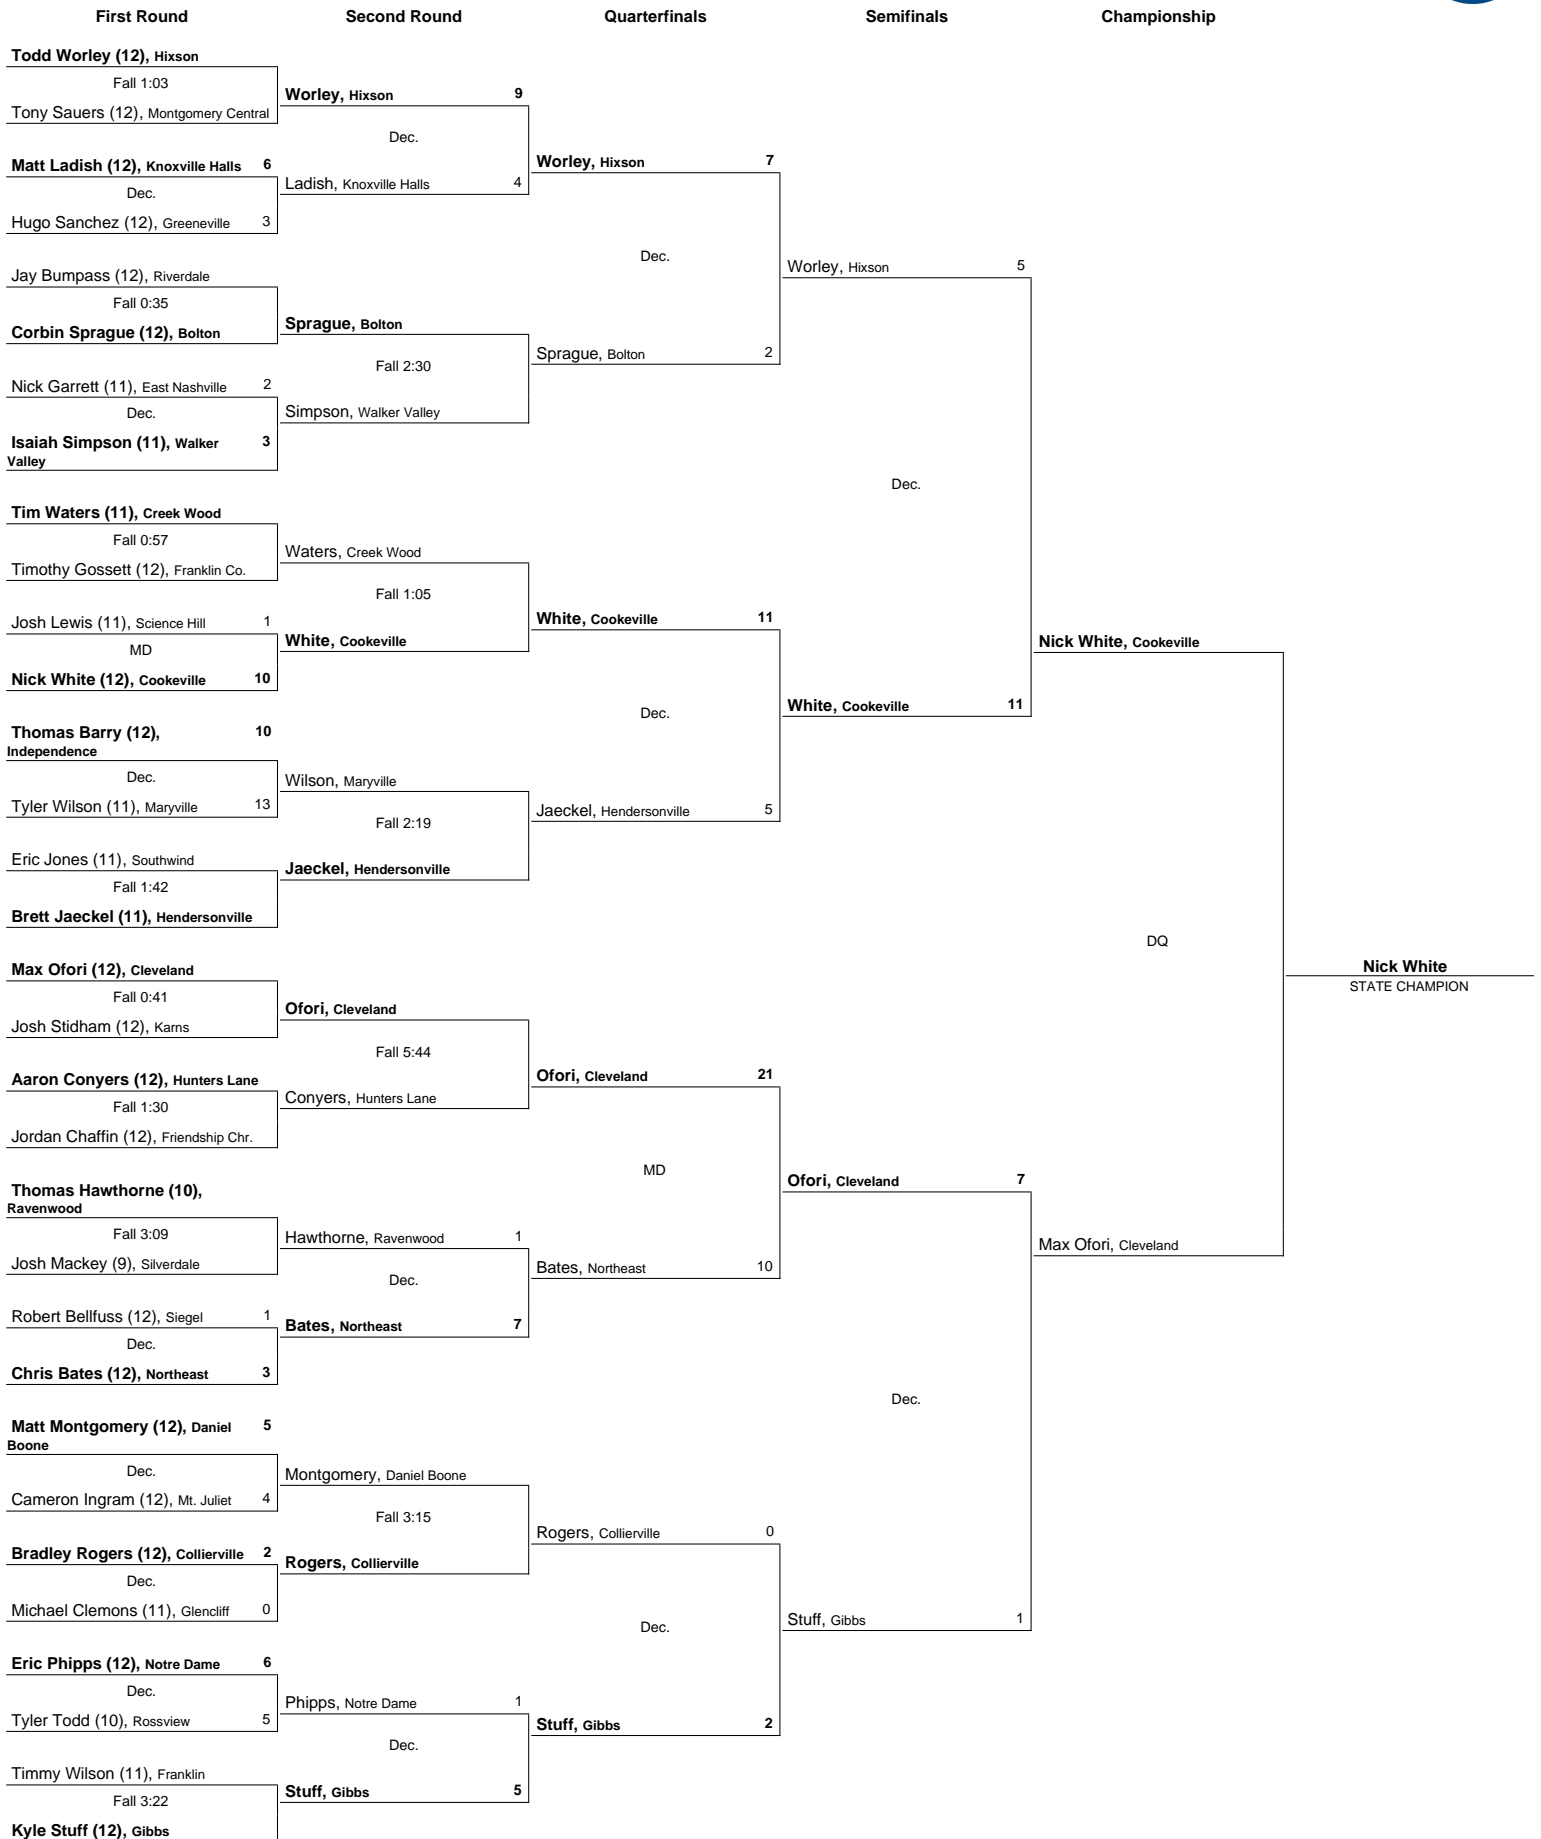 First Round
Second Round
Quarterfinals
Semifinals
Championship
Todd Worley (12), Hixson
Fall 1:03
Tony Sauers (12), Montgomery Central
Matt Ladish (12), Knoxville Halls 6
Dec.
Hugo Sanchez (12), Greeneville 3
Jay Bumpass (12), Riverdale
Fall 0:35
Corbin Sprague (12), Bolton
Nick Garrett (11), East Nashville 2
Dec.
Isaiah Simpson (11), Walker 3
Valley
Tim Waters (11), Creek Wood
Fall 0:57
Timothy Gossett (12), Franklin Co.
Josh Lewis (11), Science Hill 1
MD
Nick White (12), Cookeville 10
Thomas Barry (12), 10
Independence
Dec.
Tyler Wilson (11), Maryville 13
Eric Jones (11), Southwind
Fall 1:42
Brett Jaeckel (11), Hendersonville
Max Ofori (12), Cleveland
Fall 0:41
Josh Stidham (12), Karns
Aaron Conyers (12), Hunters Lane
Fall 1:30
Jordan Chaffin (12), Friendship Chr.
Thomas Hawthorne (10),
Ravenwood
Fall 3:09
Josh Mackey (9), Silverdale
Robert Bellfuss (12), Siegel 1
Dec.
Chris Bates (12), Northeast 3
Matt Montgomery (12), Daniel 5
Boone
Dec.
Cameron Ingram (12), Mt. Juliet 4
Bradley Rogers (12), Collierville 2
Dec.
Michael Clemons (11), Glencliff 0
Eric Phipps (12), Notre Dame 6
Dec.
Tyler Todd (10), Rossview 5
Timmy Wilson (11), Franklin
Fall 3:22
Kyle Stuff (12), Gibbs
Worley, Hixson 9
Dec.
Ladish, Knoxville Halls 4
Sprague, Bolton
Fall 2:30
Simpson, Walker Valley
Waters, Creek Wood
Fall 1:05
White, Cookeville
Wilson, Maryville
Fall 2:19
Jaeckel, Hendersonville
Ofori, Cleveland
Fall 5:44
Conyers, Hunters Lane
Hawthorne, Ravenwood 1
Dec.
Bates, Northeast 7
Montgomery, Daniel Boone
Fall 3:15
Rogers, Collierville
Phipps, Notre Dame 1
Dec.
Stuff, Gibbs 5
Worley, Hixson 7
Dec.
Sprague, Bolton 2
White, Cookeville 11
Dec.
Jaeckel, Hendersonville 5
Ofori, Cleveland 21
MD
Bates, Northeast 10
Rogers, Collierville 0
Dec.
Stuff, Gibbs 2
Worley, Hixson 5
Dec.
White, Cookeville 11
Ofori, Cleveland 7
Dec.
Stuff, Gibbs 1
Nick White, Cookeville
DQ
Max Ofori, Cleveland
Nick White
STATE CHAMPION